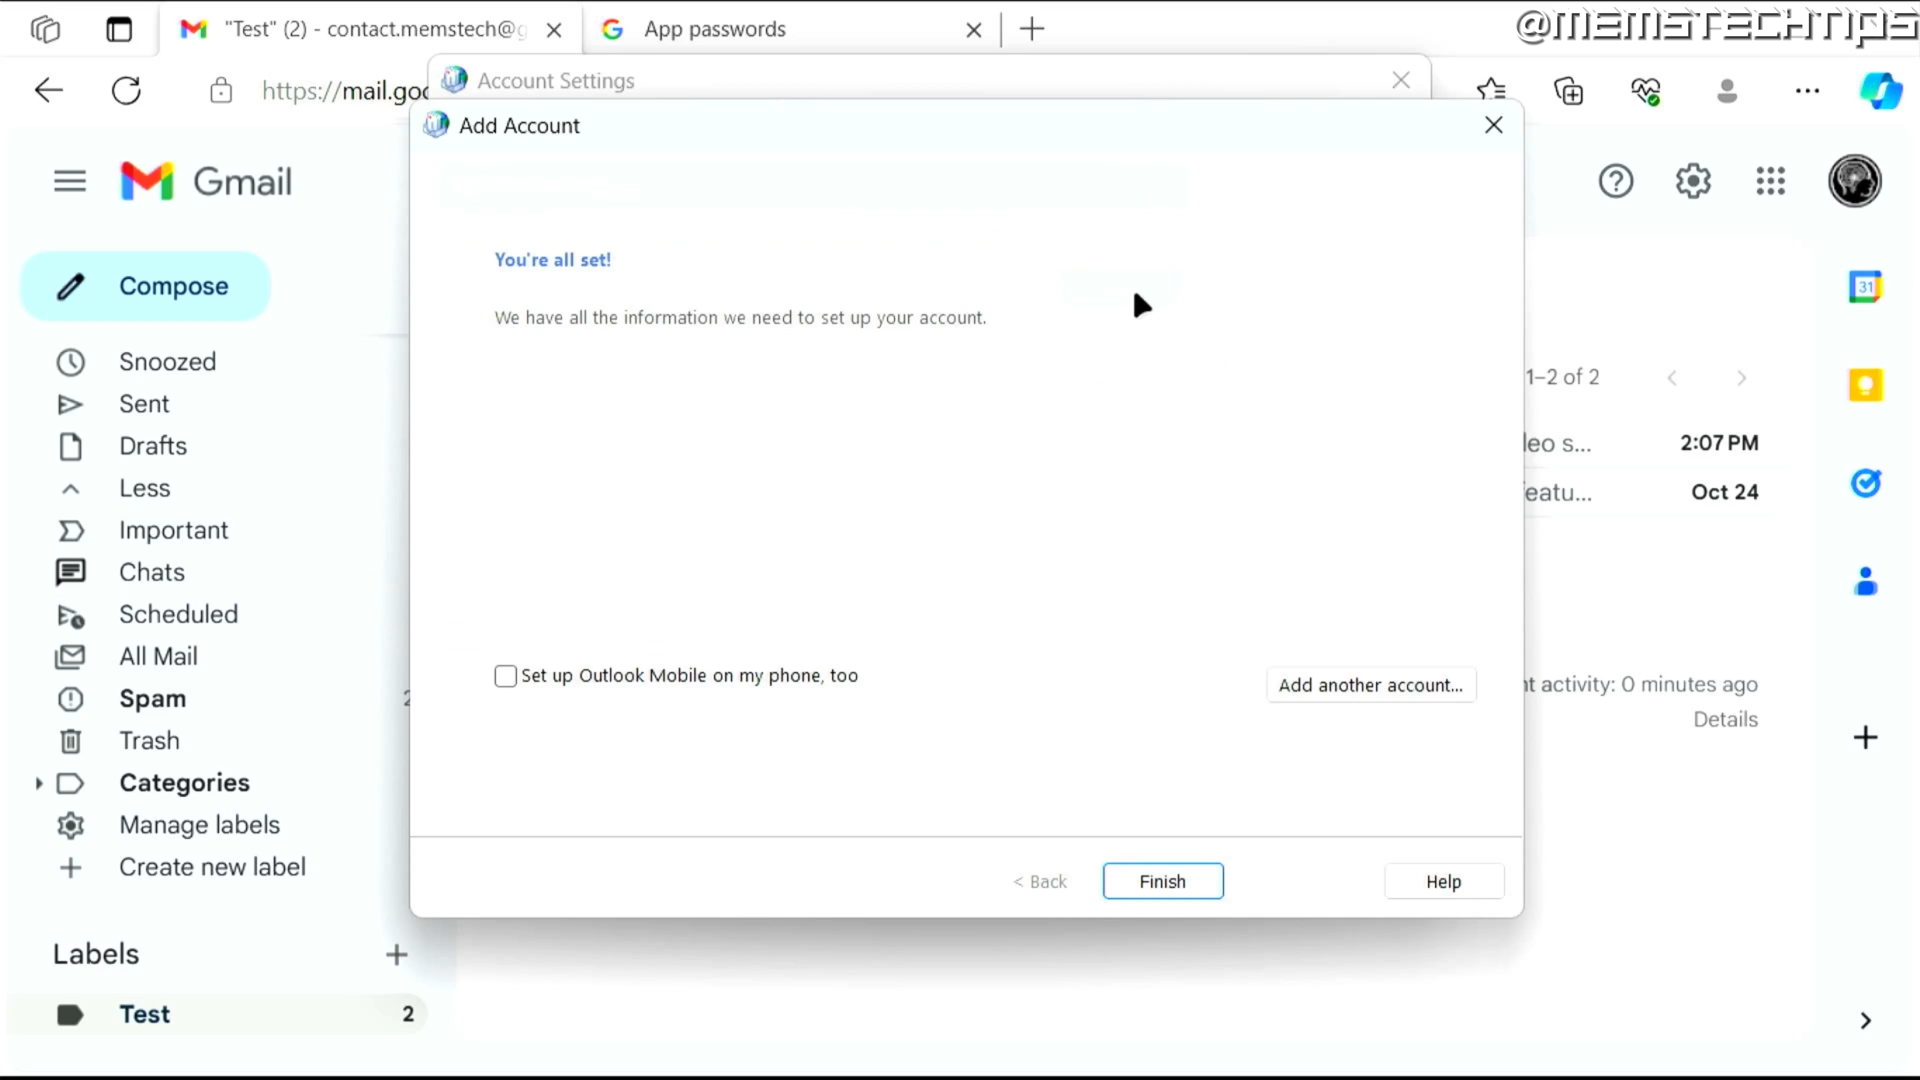 "Test" (2) - contact.memstech@g
App passwords
@MEMSTECHTIPS
https://mail.goo
Account Settings
Add Account
Gmail
You're all set!
Compose
31
We have all the information we need to set up your account.
Snoozed
1–2 of 2
Sent
Drafts
leo s...
2:07 PM
Less
eatu...
Oct 24
Important
Chats
Scheduled
All Mail
Set up Outlook Mobile on my phone, too
Add another account...
nt activity: 0 minutes ago
Spam
2
Details
Trash
Categories
Manage labels
Create new label
< Back
Finish
Help
Labels
Test
2